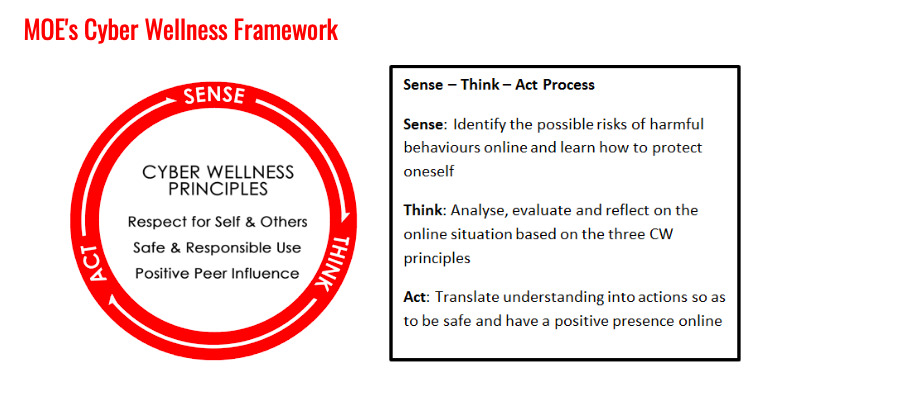 MOE's Cyber Wellness Framework
SENSE
THINK
ACT
CYBER WELLNESS
PRINCIPLES
Respect for Self & Others
Safe & Responsible Use
Positive Peer Influence
Sense – Think – Act Process
Sense: Identify the possible risks of harmful
behaviours online and learn how to protect
oneself
Think: Analyse, evaluate and reflect on the
online situation based on the three CW
principles
Act: Translate understanding into actions so as
to be safe and have a positive presence online